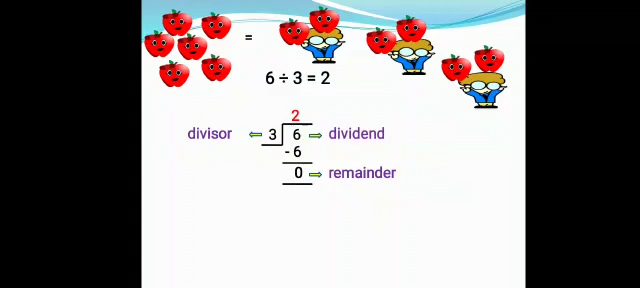 =
6 ÷ 3 = 2
2
divisor 3 6 dividend
- 6
0 remainder